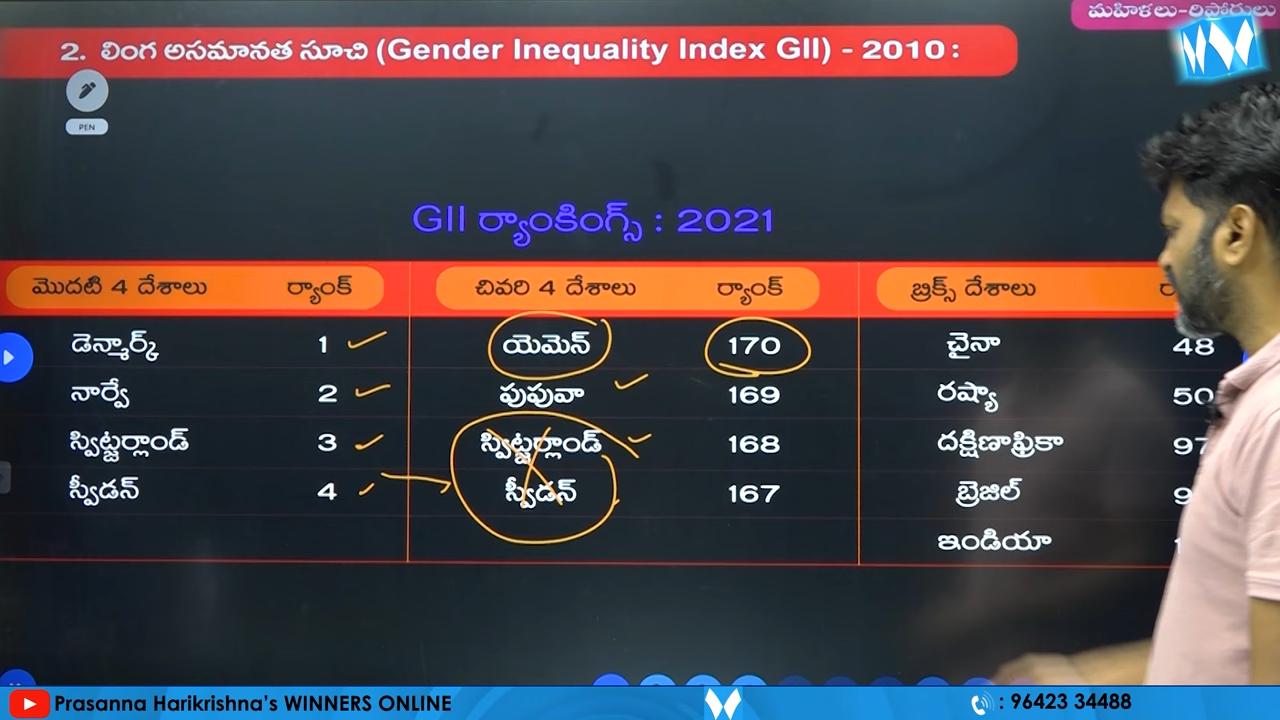 మహిళలు-రిపోర్టులు
2. లింగ అసమానత సూచి (Gender Inequality Index GII) - 2010 :
PEN
GII ర్యాంకింగ్స్ : 2021
మొదటి 4 దేశాలు ర్యాంక్ చివరి 4 దేశాలు ర్యాంక్ బ్రిక్స్ దేశాలు
డెన్మార్క్ 1 యెమెన్ 170 చైనా 48
నార్వే 2 పుపువా 169 రష్యా 50
స్విట్జర్లాండ్ 3 స్విట్జర్లాండ్ 168 దక్షిణాఫ్రికా 97
స్వీడన్ 4 స్వీడన్ 167 బ్రెజిల్
ఇండియా
Prasanna Harikrishna's WINNERS ONLINE : 96423 34488